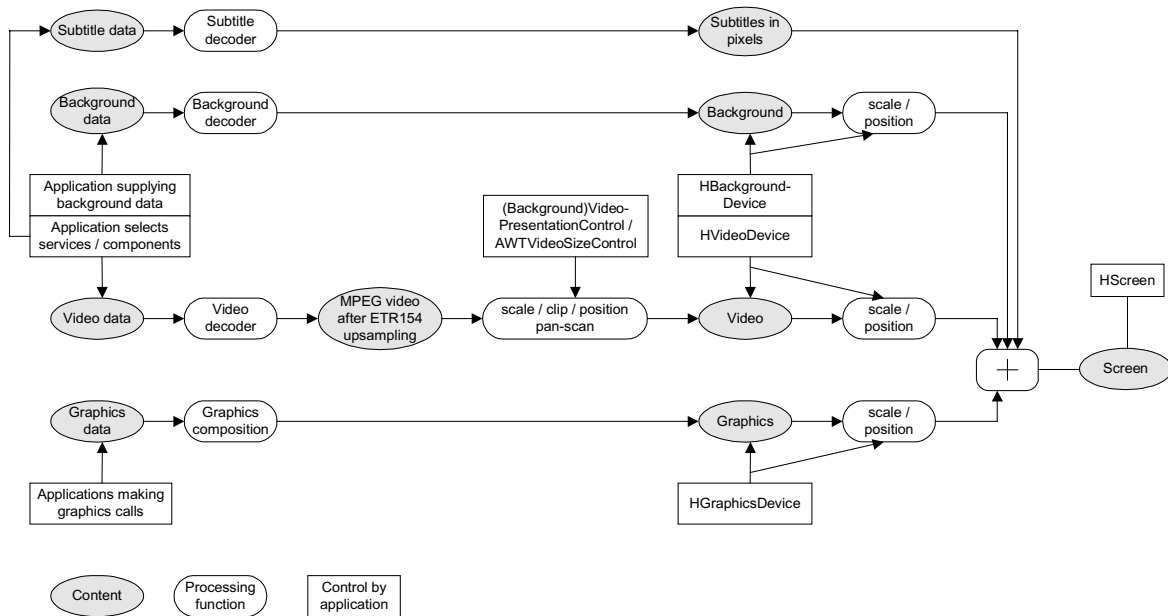 Subtitle data
Subtitle
decoder
Subtitles in
pixels
Background
data
Background
decoder
Background
scale /
position
Application supplying
background data
Application selects
services / components
(Background)Video-
PresentationControl /
AWTVideoSizeControl
HBackground-
Device
HVideoDevice
HScreen
Video data
Video
decoder
MPEG video
after ETR154
upsampling
scale / clip / position
pan-scan
Video
scale /
position
+
Screen
Graphics
data
Graphics
composition
Graphics
scale /
position
Applications making
graphics calls
HGraphicsDevice
Content
Processing
function
Control by
application